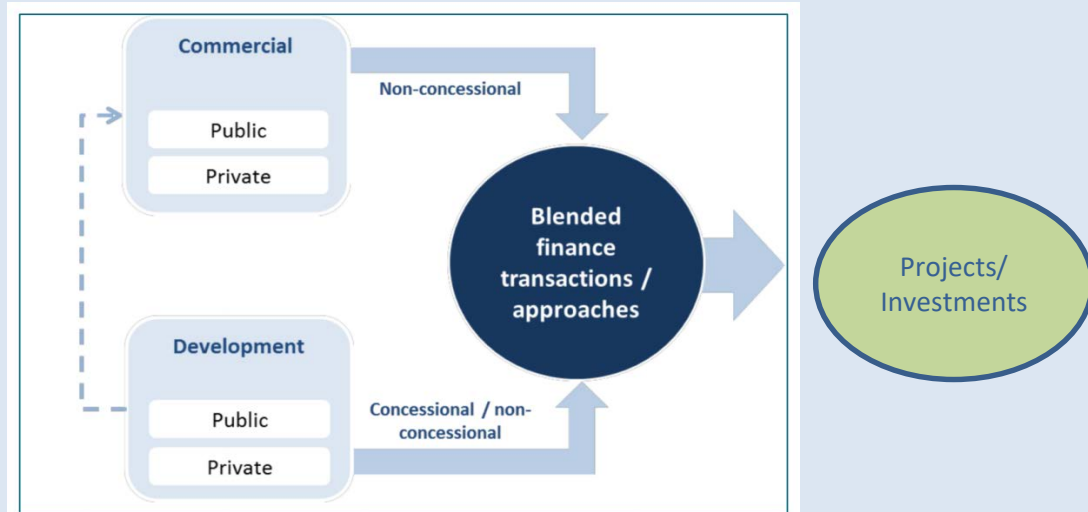 Commercial
Public
Private
Non-concessional
Blended
finance
transactions /
approaches
Projects/
Investments
Development
Public
Private
Concessional / non-
concessional